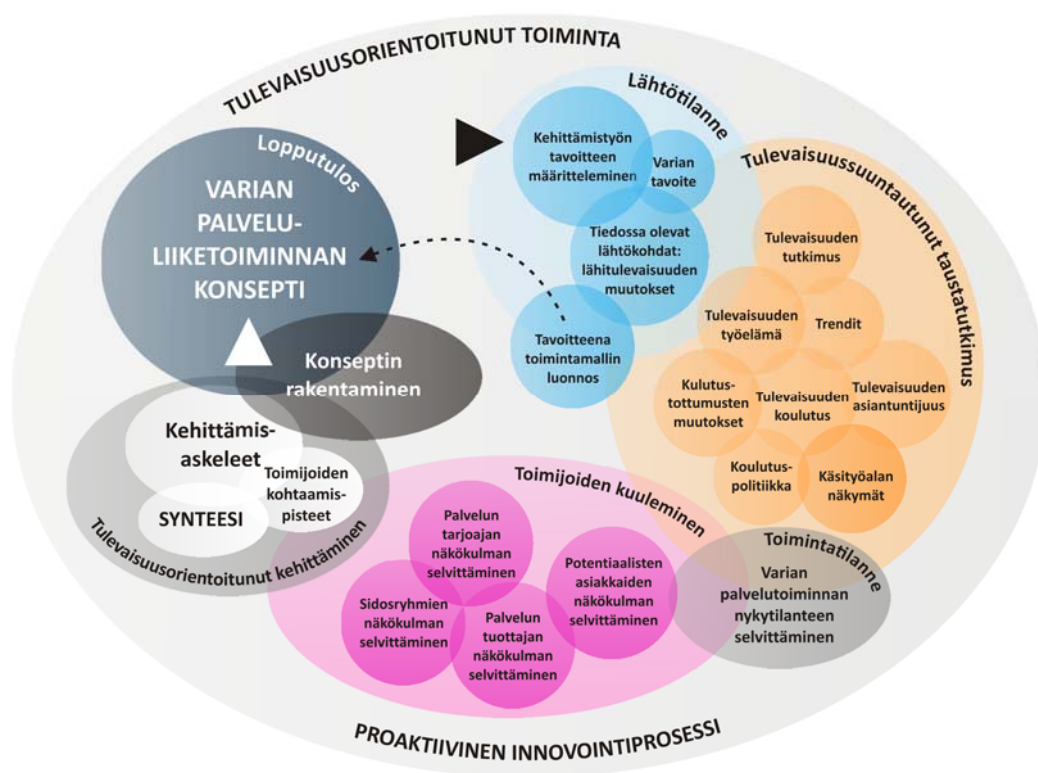 TULEVAISUUSORIENTOITUNUT TOIMINTA
Lähtötilanne
Kehittämistyön
tavoitteen
määritteleminen
Varian
tavoite
Tiedossa olevat
lähtökohdat:
lähitulevaisuuden
muutokset
Tavoitteena
toimintamallin
luonnos
Tulevaisuussuuntautunut taustatutkimus
Tulevaisuuden
tutkimus
Tulevaisuuden
työelämä
Trendit
Kulutus-
tottumusten
muutokset
Tulevaisuuden
koulutus
Tulevaisuuden
asiantuntijuus
Koulutus-
politiikka
Käsityöalan
näkymät
Toimintatilanne
Varian
palvelutoiminnan
nykytilanteen
selvittäminen
Toimijoiden kuuleminen
Palvelun
tarjoajan
näkökulman
selvittäminen
Potentiaalisten
asiakkaiden
näkökulman
selvittäminen
Sidosryhmien
näkökulman
selvittäminen
Palvelun
tuottajan
näkökulman
selvittäminen
Tulevaisuusorientoitunut kehittäminen
Kehittämis-
askeleet
Toimijoiden
kohtaamis-
pisteet
SYNTEESI
Konseptin
rakentaminen
Lopputulos
VARIAN
PALVELU-
LIIKETOIMINNAN
KONSEPTI
PROAKTIIVINEN INNOVOINTIPROSESSI